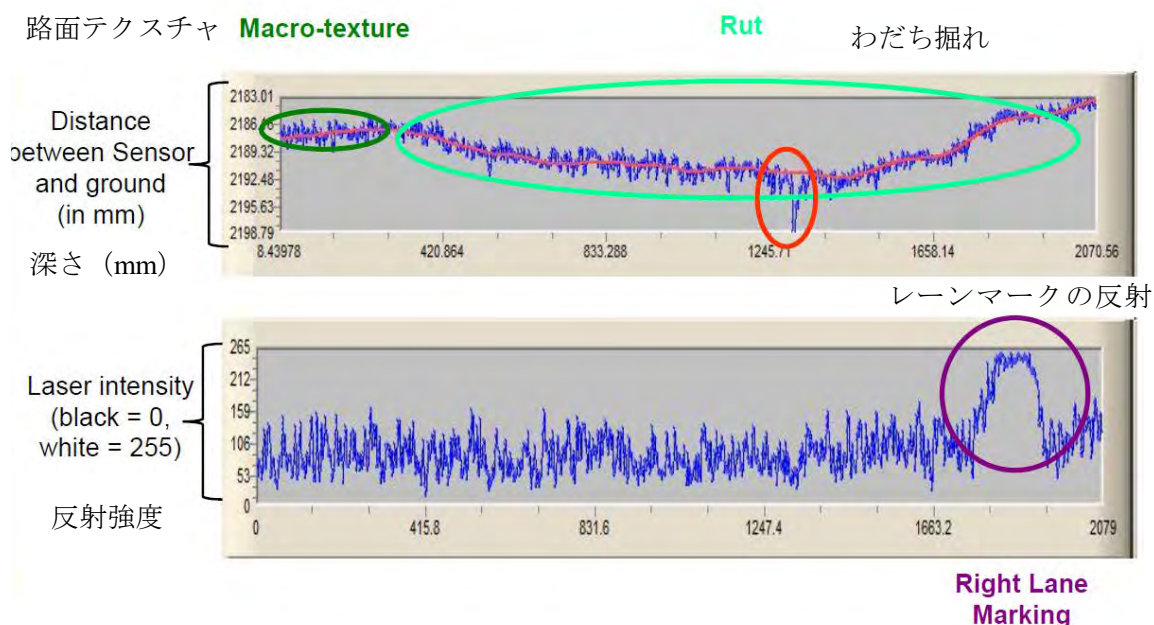 路面テクスチャ Macro-texture Rut わだち掘れ
Distance
between Sensor
and ground
(in mm)
深さ（mm）
2183.01
2186.16
2189.32
2192.48
2195.63
2198.79
8.43978 420.864 833.288 1245.71 1658.14 2070.56
レーンマークの反射
Laser intensity
(black = 0,
white = 255)
反射強度
265
212
159
106
53
0
0 415.8 831.6 1247.4 1663.2 2079
Right Lane
Marking